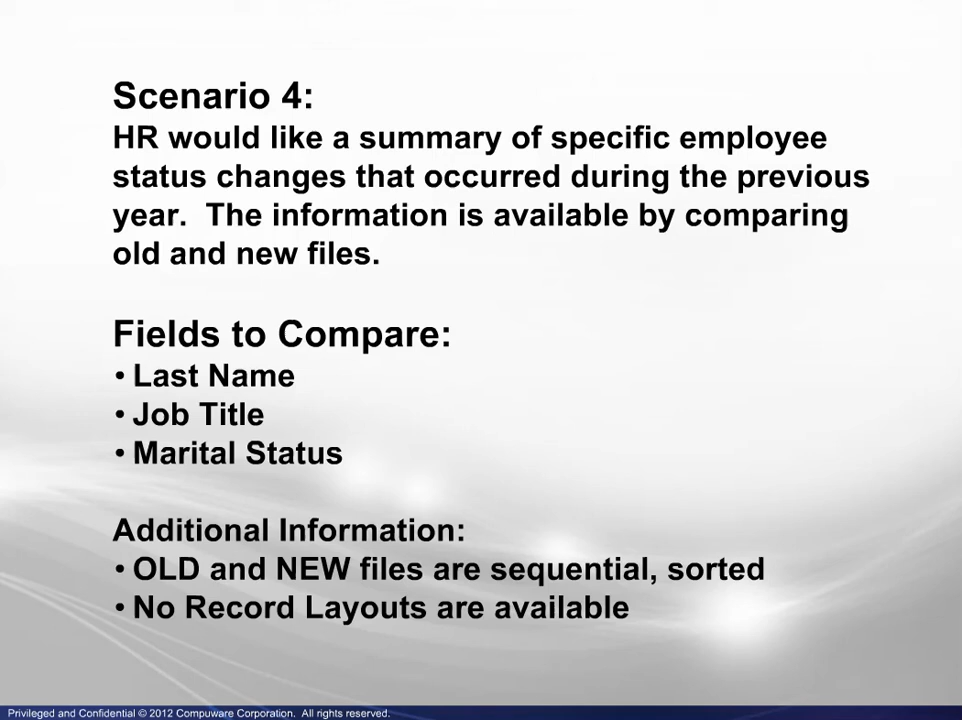 Scenario 4:
HR would like a summary of specific employee
status changes that occurred during the previous
year.  The information is available by comparing
old and new files.
Fields to Compare:
• Last Name
• Job Title
• Marital Status
Additional Information:
• OLD and NEW files are sequential, sorted
• No Record Layouts are available
Privileged and Confidential © 2012 Compuware Corporation.  All rights reserved.